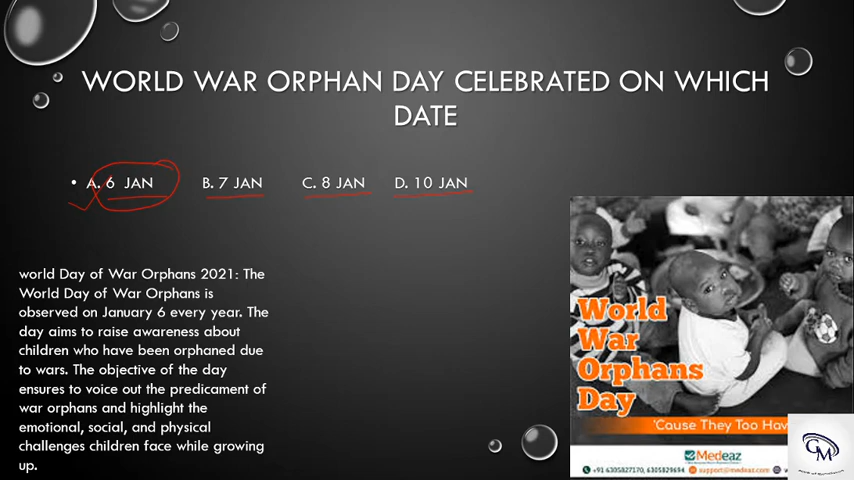 WORLD WAR ORPHAN DAY CELEBRATED ON WHICH
DATE
• A. 6 JAN B. 7 JAN C. 8 JAN D. 10 JAN
world Day of War Orphans 2021: The
World Day of War Orphans is
observed on January 6 every year. The
day aims to raise awareness about
children who have been orphaned due
to wars. The objective of the day
ensures to voice out the predicament of
war orphans and highlight the
emotional, social, and physical
challenges children face while growing
up.
World
War
Orphans
Day
'Cause They Too Hav
Medeaz
+91 6305827170, 6305829694 support@medeaz.com
GM